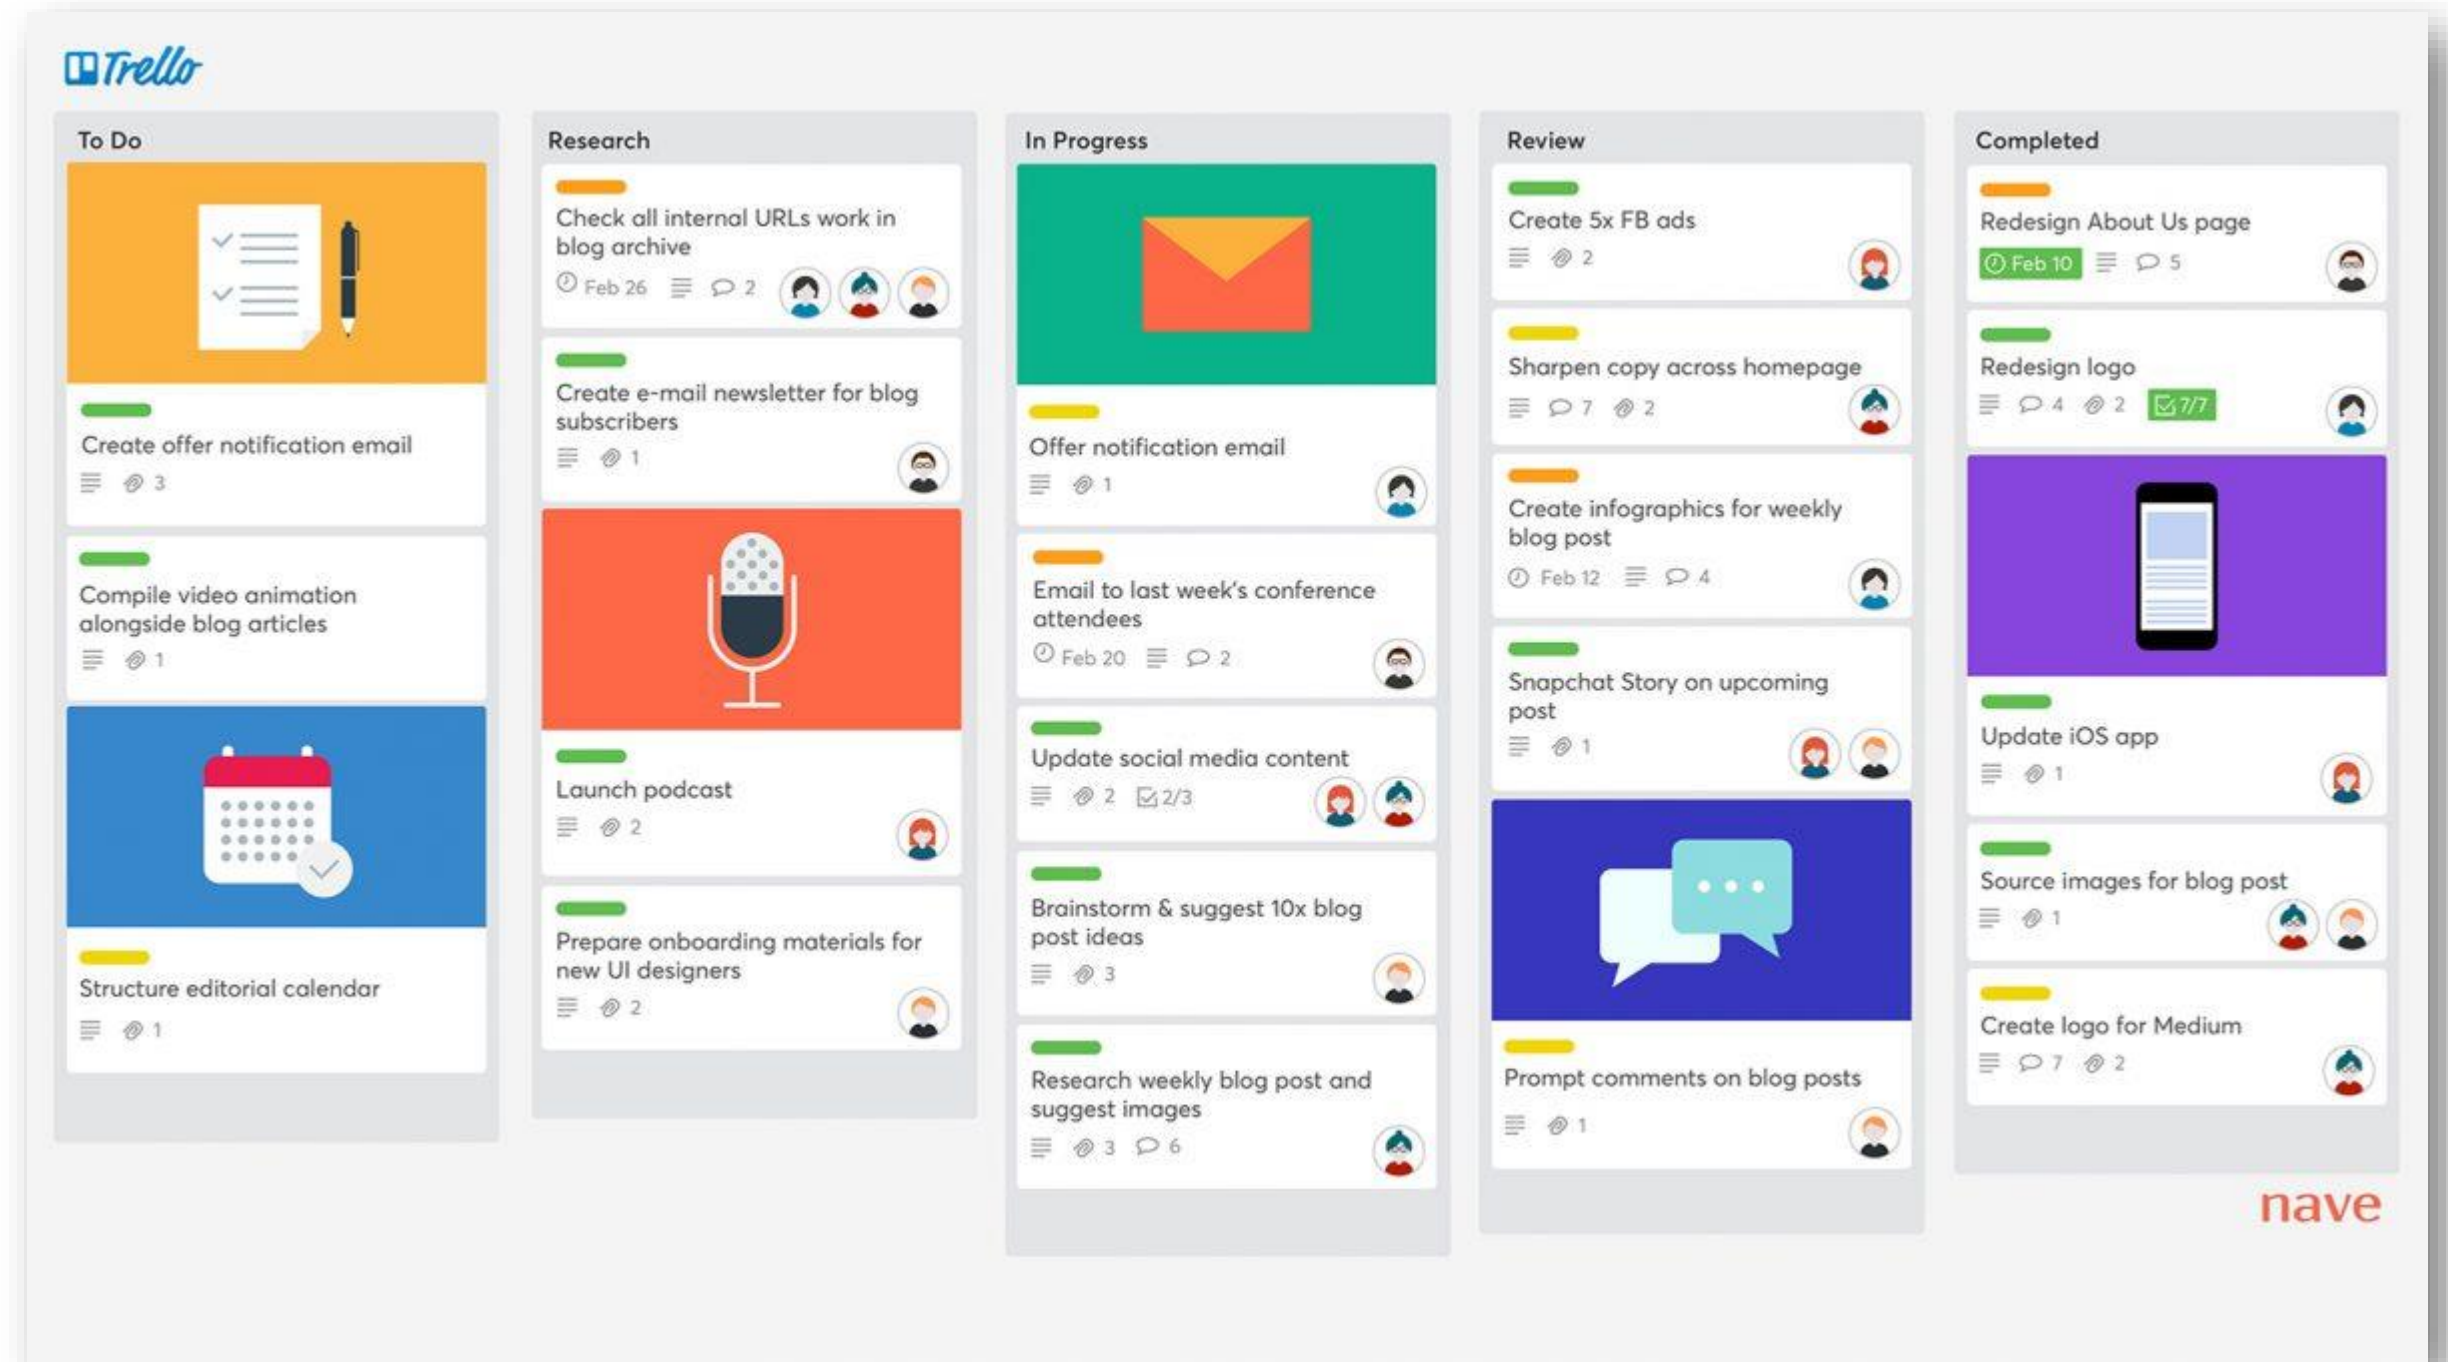 Trello
To Do
Create offer notification email
3
Compile video animation
alongside blog articles
1
Structure editorial calendar
1
Research
Check all internal URLs work in
blog archive
Feb 26 2
Create e-mail newsletter for blog
subscribers
1
Launch podcast
2
Prepare onboarding materials for
new UI designers
2
In Progress
Offer notification email
1
Email to last week's conference
attendees
Feb 20 2
Update social media content
2 2/3
Brainstorm & suggest 10x blog
post ideas
3
Research weekly blog post and
suggest images
3 6
Review
Create 5x FB ads
2
Sharpen copy across homepage
7 2
Create infographics for weekly
blog post
Feb 12 4
Snapchat Story on upcoming
post
1
Prompt comments on blog posts
1
Completed
Redesign About Us page
Feb 10 5
Redesign logo
4 2 7/7
Update iOS app
1
Source images for blog post
1
Create logo for Medium
7 2
nave